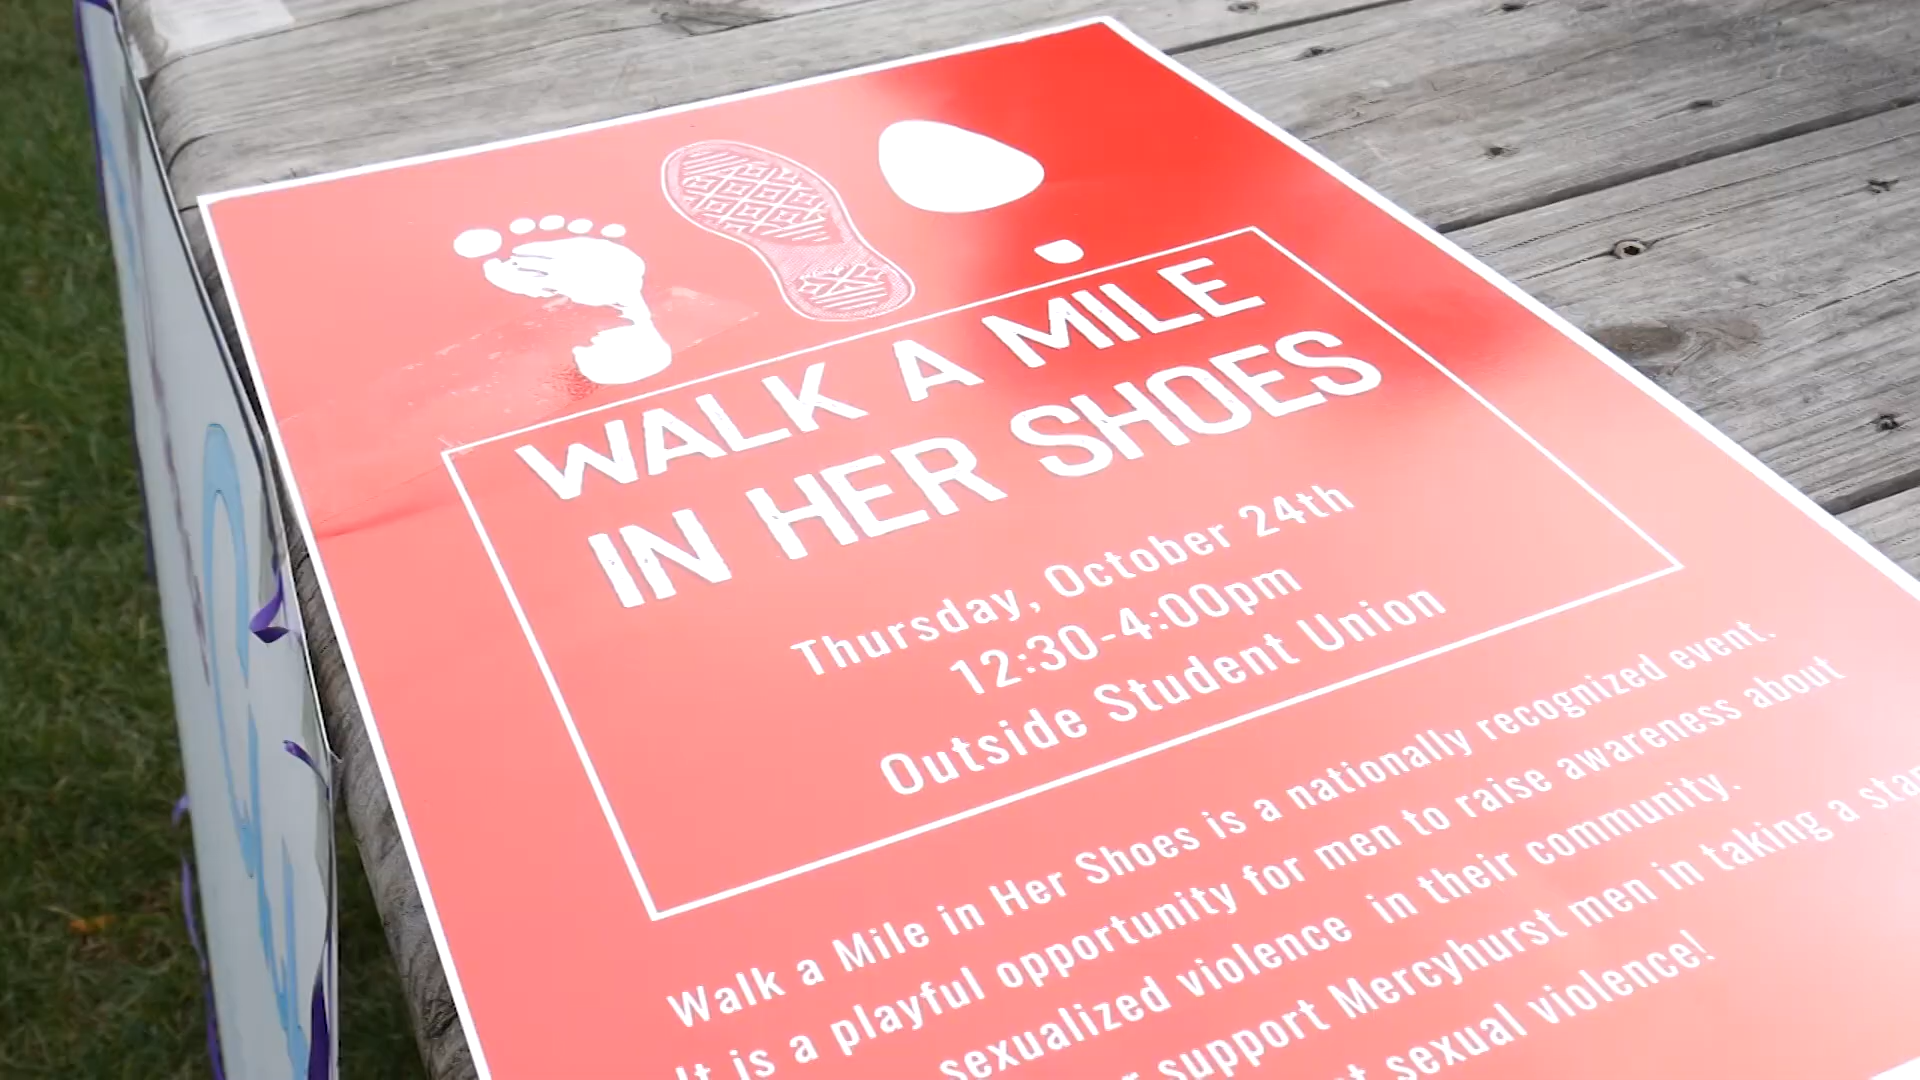 WALK A MILE
IN HER SHOES
Thursday, October 24th
12:30-4:00pm
Outside Student Union
Walk a Mile in Her Shoes is a nationally recognized event.
It is a playful opportunity for men to raise awareness about
sexualized violence in their community.
support Mercyhurst men in taking a
sexual violence!